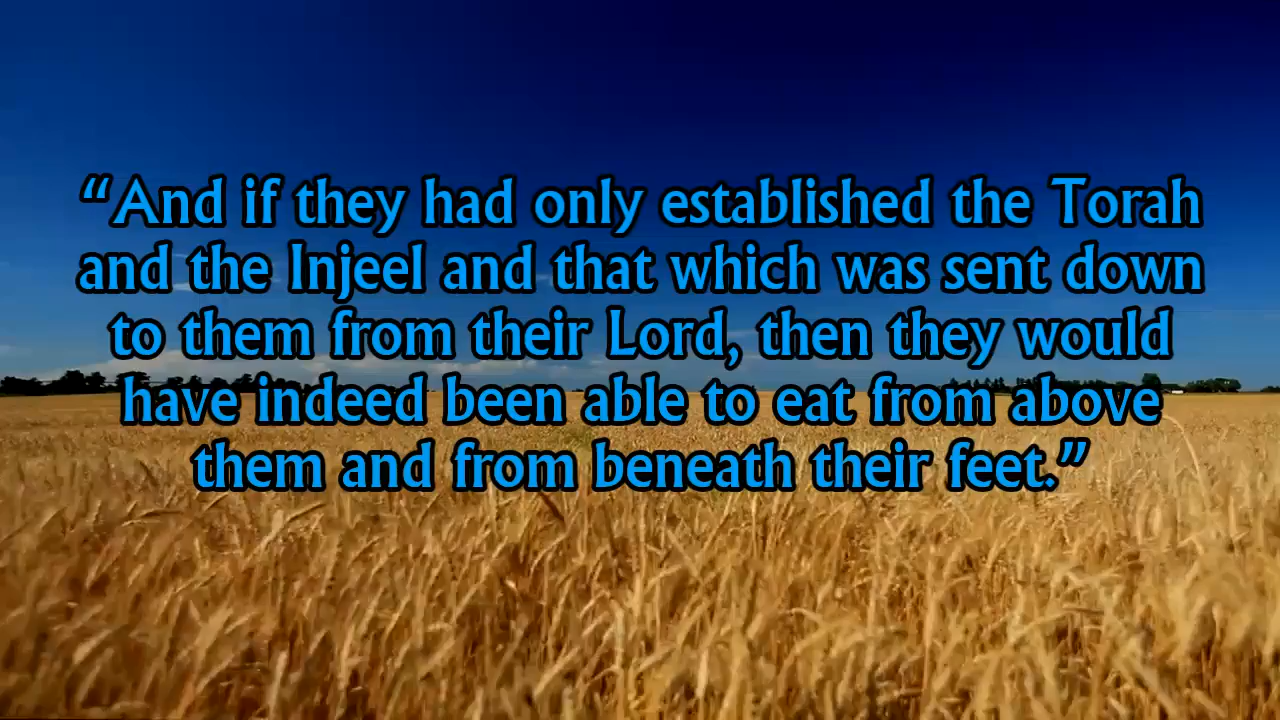 “And if they had only established the Torah
and the Injeel and that which was sent down
to them from their Lord, then they would
have indeed been able to eat from above
them and from beneath their feet.”